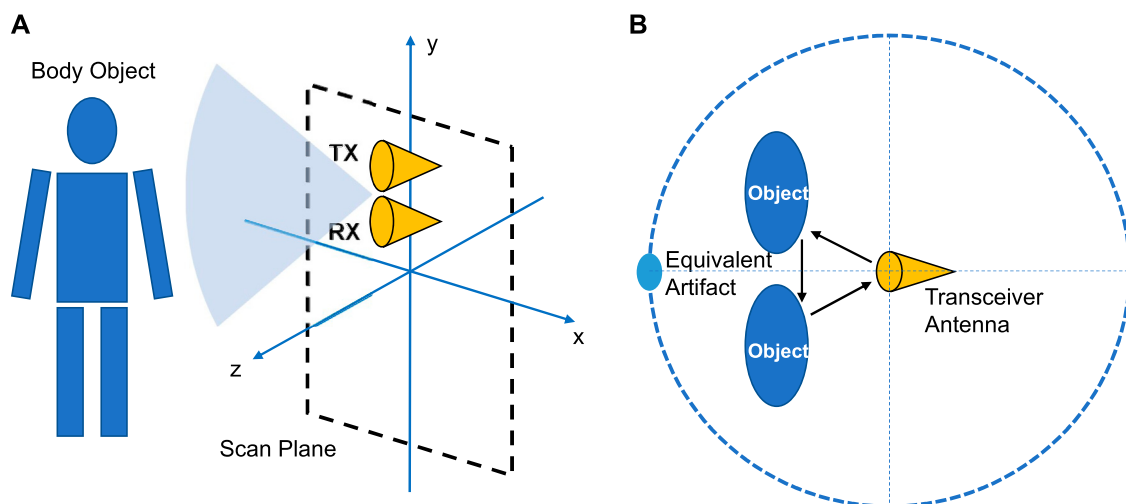 A
Body Object
TX
RX
y
x
z
Scan Plane
B
Object
Object
Equivalent
Artifact
Transceiver
Antenna